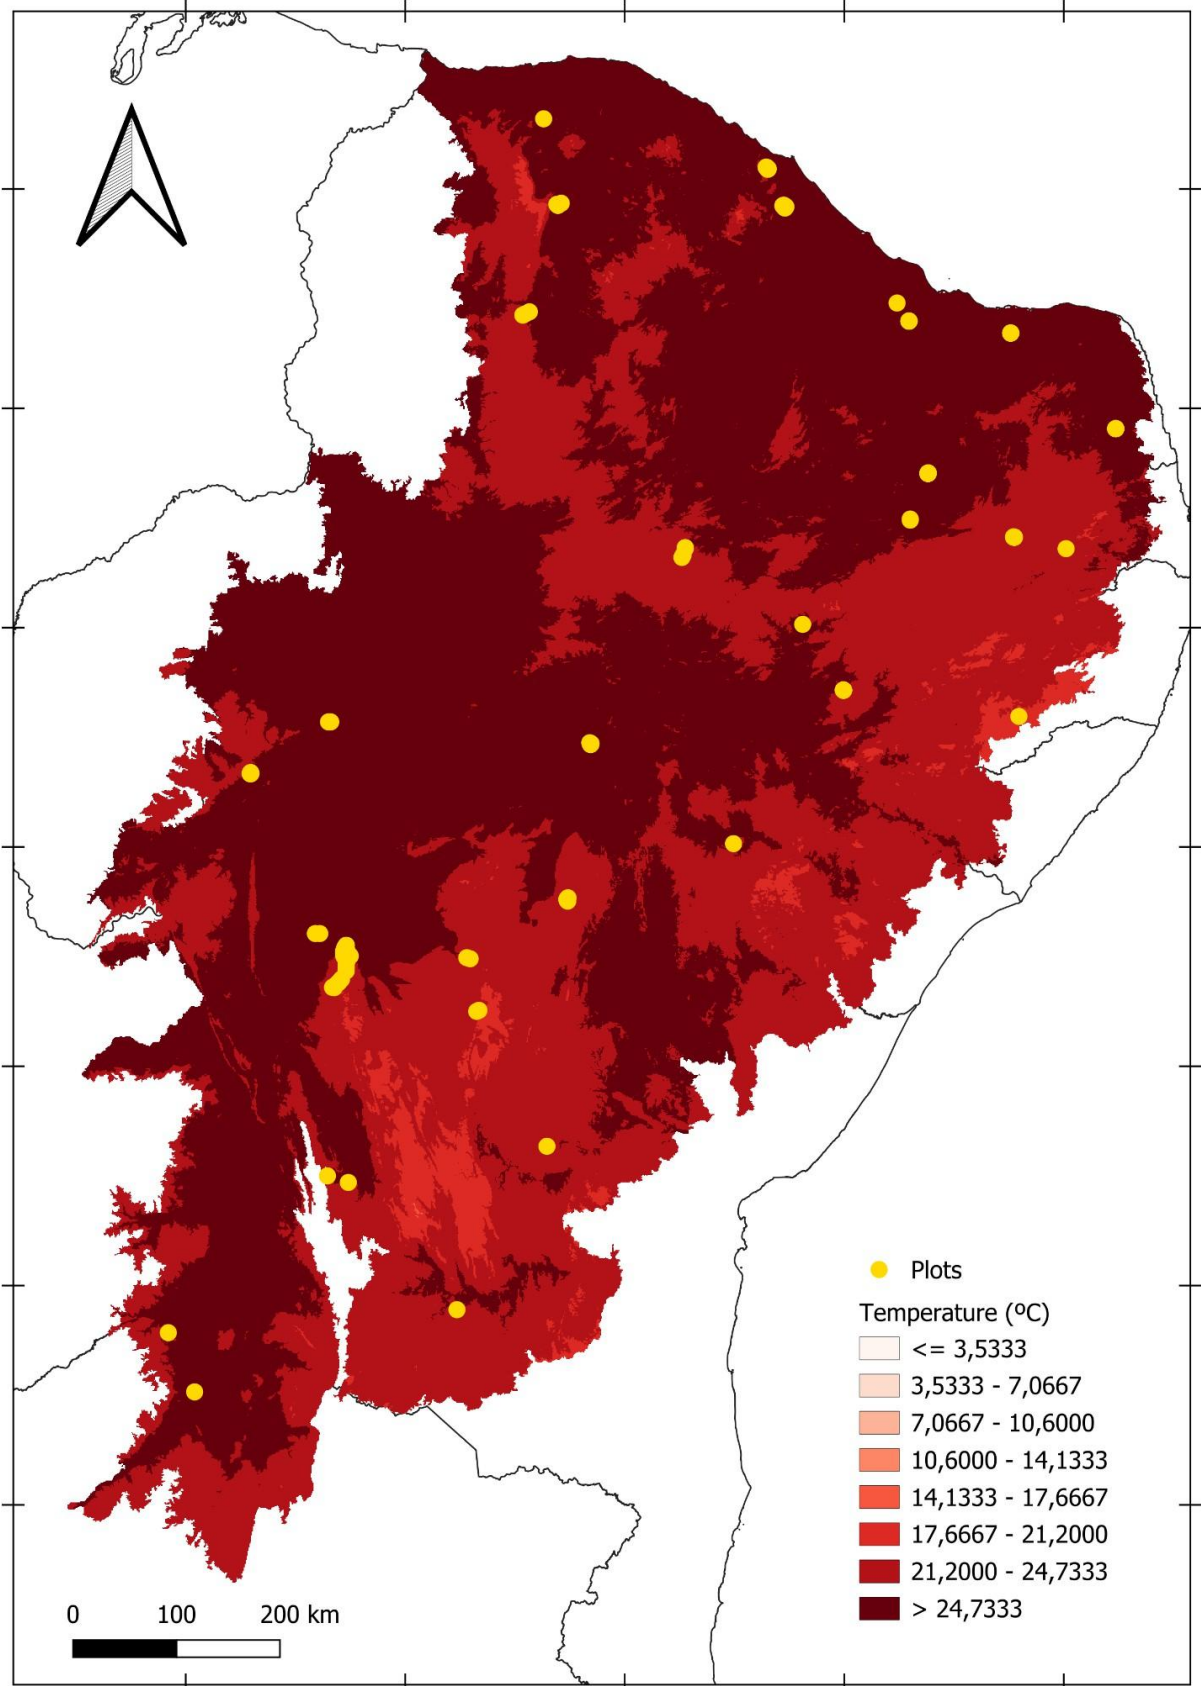 Plots
Temperature (ºC)
<= 3,5333
3,5333 - 7,0667
7,0667 - 10,6000
10,6000 - 14,1333
14,1333 - 17,6667
17,6667 - 21,2000
21,2000 - 24,7333
> 24,7333
0 100 200 km